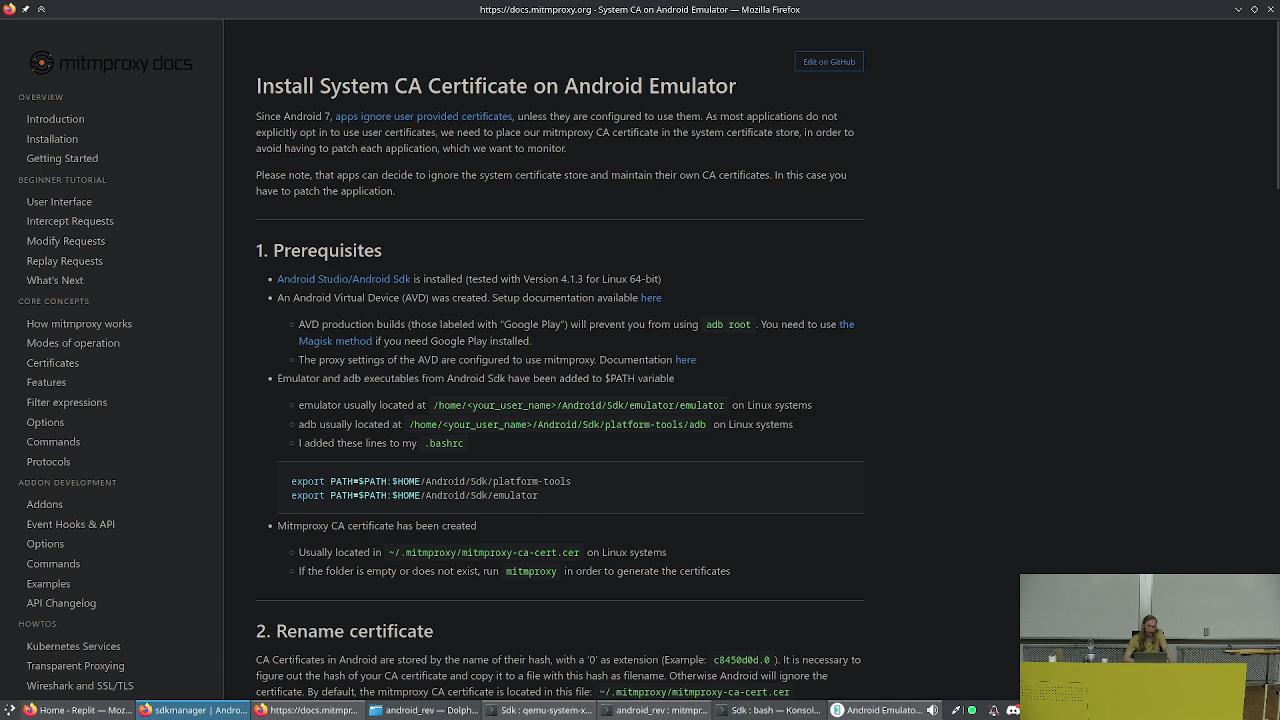 https://docs.mitmproxy.org - System CA on Android Emulator — Mozilla Firefox
mitmproxy docs
OVERVIEW
Introduction
Installation
Getting Started
BEGINNER TUTORIAL
User Interface
Intercept Requests
Modify Requests
Replay Requests
What's Next
CORE CONCEPTS
How mitmproxy works
Modes of operation
Certificates
Features
Filter expressions
Options
Commands
Protocols
ADDON DEVELOPMENT
Addons
Event Hooks & API
Options
Commands
Examples
API Changelog
HOWTOS
Kubernetes Services
Transparent Proxying
Wireshark and SSL/TLS
Edit on GitHub
Install System CA Certificate on Android Emulator
Since Android 7, apps ignore user provided certificates, unless they are configured to use them. As most applications do not
explicitly opt in to use user certificates, we need to place our mitmproxy CA certificate in the system certificate store, in order to
avoid having to patch each application, which we want to monitor.
Please note, that apps can decide to ignore the system certificate store and maintain their own CA certificates. In this case you
have to patch the application.
1. Prerequisites
• Android Studio/Android Sdk is installed (tested with Version 4.1.3 for Linux 64-bit)
• An Android Virtual Device (AVD) was created. Setup documentation available here
○ AVD production builds (those labeled with “Google Play”) will prevent you from using adb root . You need to use the
Magisk method if you need Google Play installed.
○ The proxy settings of the AVD are configured to use mitmproxy. Documentation here
• Emulator and adb executables from Android Sdk have been added to $PATH variable
○ emulator usually located at /home/<your_user_name>/Android/Sdk/emulator/emulator on Linux systems
○ adb usually located at /home/<your_user_name>/Android/Sdk/platform-tools/adb on Linux systems
○ I added these lines to my .bashrc
export PATH=$PATH:$HOME/Android/Sdk/platform-tools
export PATH=$PATH:$HOME/Android/Sdk/emulator
• Mitmproxy CA certificate has been created
○ Usually located in ~/.mitmproxy/mitmproxy-ca-cert.cer on Linux systems
○ If the folder is empty or does not exist, run mitmproxy in order to generate the certificates
2. Rename certificate
CA Certificates in Android are stored by the name of their hash, with a ‘0’ as extension (Example: c8450d0d.0 ). It is necessary to
figure out the hash of your CA certificate and copy it to a file with this hash as filename. Otherwise Android will ignore the
certificate. By default, the mitmproxy CA certificate is located in this file: ~/.mitmproxy/mitmproxy-ca-cert.cer
Home - Replit — Moz...
sdkmanager | Andro...
https://docs.mitmpr...
android_rev : Dolph...
Sdk : qemu-system-x...
android_rev : mitmpr...
Sdk : bash — Konsol...
Android Emulato...